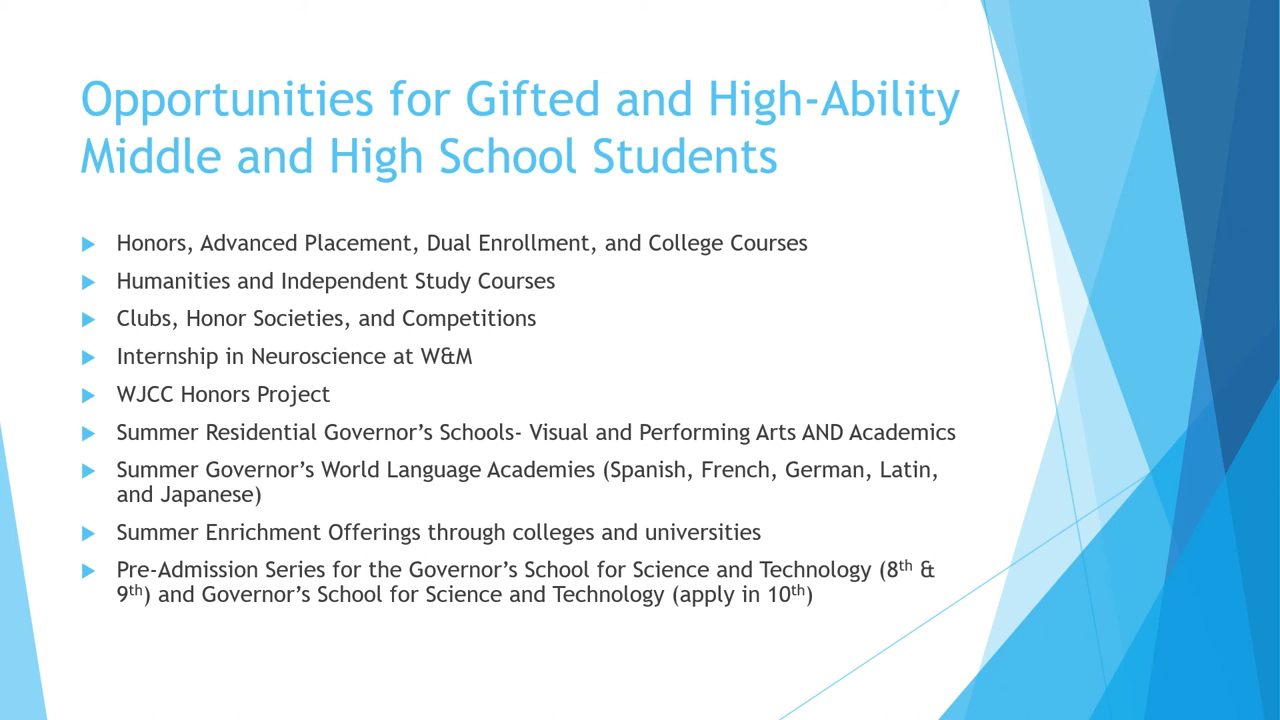 Opportunities for Gifted and High-Ability
Middle and High School Students
Honors, Advanced Placement, Dual Enrollment, and College Courses
Humanities and Independent Study Courses
Clubs, Honor Societies, and Competitions
Internship in Neuroscience at W&M
WJCC Honors Project
Summer Residential Governor’s Schools- Visual and Performing Arts AND Academics
Summer Governor’s World Language Academies (Spanish, French, German, Latin,
and Japanese)
Summer Enrichment Offerings through colleges and universities
Pre-Admission Series for the Governor’s School for Science and Technology (8th &
9th) and Governor’s School for Science and Technology (apply in 10th)